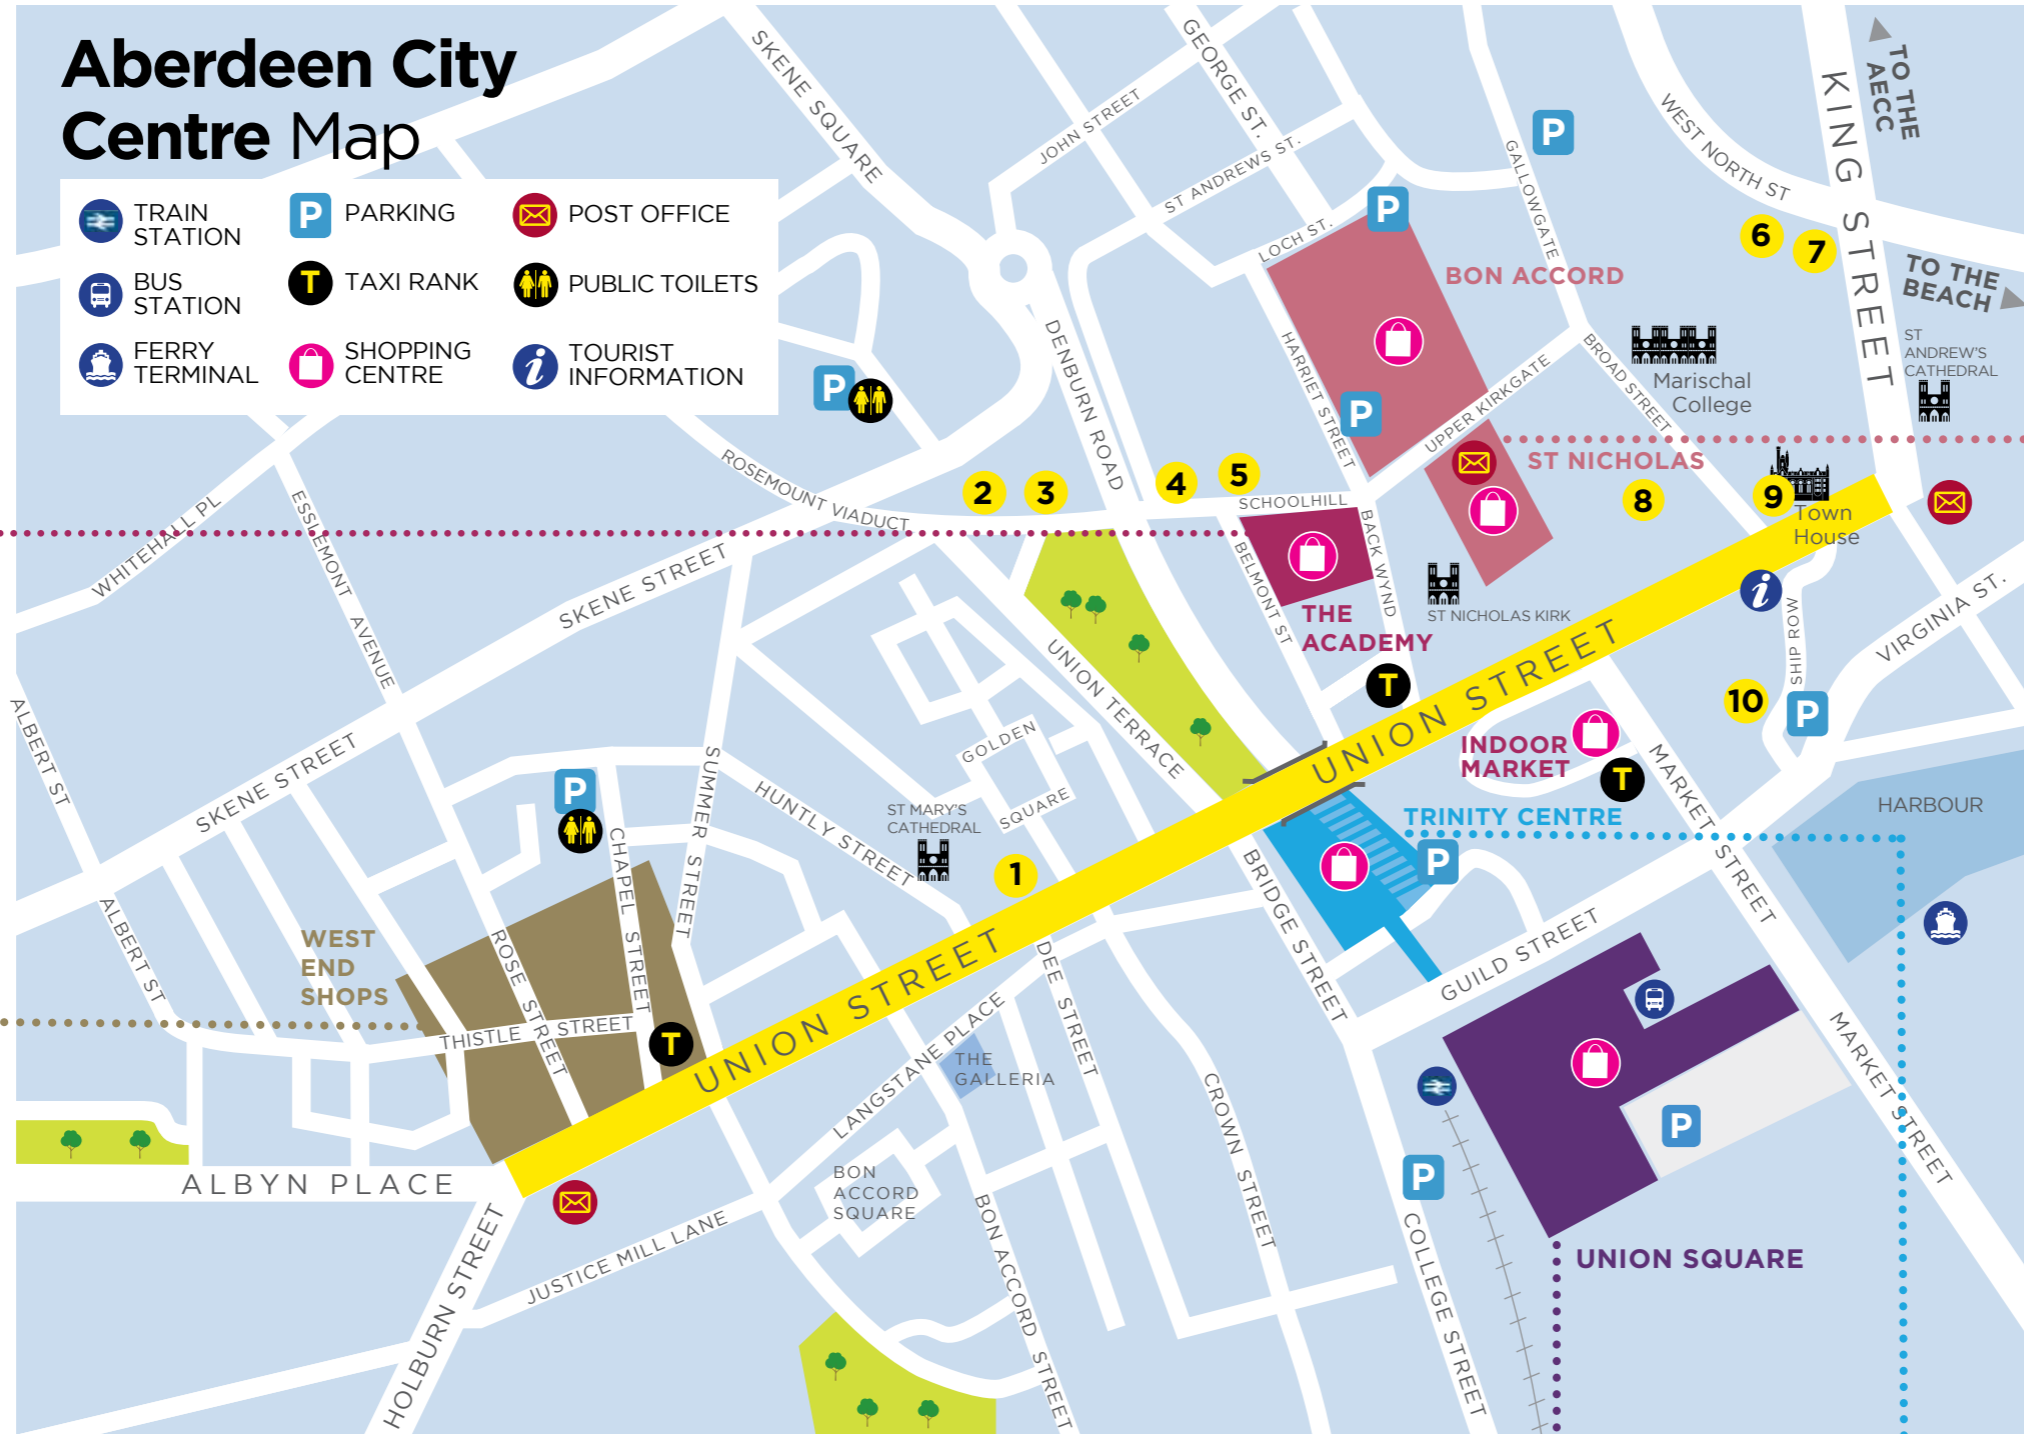 Aberdeen City
Centre Map
TRAIN
STATION
P
PARKING
POST OFFICE
BUS
STATION
T
TAXI RANK
PUBLIC TOILETS
FERRY
TERMINAL
SHOPPING
CENTRE
i
TOURIST
INFORMATION
SKENE SQUARE
GEORGE ST.
JOHN STREET
ST ANDREWS ST.
LOCH ST.
P
GALLOWGATE
P
WEST NORTH ST
KING STREET
TO THE
AECC
6
7
TO THE
BEACH
BON ACCORD
ST
ANDREW'S
CATHEDRAL
Marischal
College
BROAD STREET
UPPER KIRKGATE
HARRIET STREET
P
DENBURN ROAD
P
ROSEMOUNT VIADUCT
2
3
4
5
SCHOOLHILL
ST NICHOLAS
8
9
Town
House
WHITEHALL PL
ESSLEMONT AVENUE
SKENE STREET
BELMONT ST
BACK WYND
THE
ACADEMY
ST NICHOLAS KIRK
i
SHIP ROW
VIRGINIA ST.
10
P
T
UNION STREET
UNION TERRACE
GOLDEN
SQUARE
INDOOR
MARKET
T
MARKET STREET
HARBOUR
TRINITY CENTRE
P
ALBERT ST
SKENE STREET
P
SUMMER STREET
HUNTLY STREET
ST MARY'S
CATHEDRAL
1
CHAPEL STREET
ALBERT ST
WEST
END
SHOPS
ROSE STREET
THISTLE STREET
T
UNION STREET
DEE STREET
LANGSTANE PLACE
THE
GALLERIA
BRIDGE STREET
GUILD STREET
CROWN STREET
P
P
MARKET STREET
ALBYN PLACE
BON
ACCORD
SQUARE
JUSTICE MILL LANE
HOLBURN STREET
BON ACCORD STREET
COLLEGE STREET
UNION SQUARE